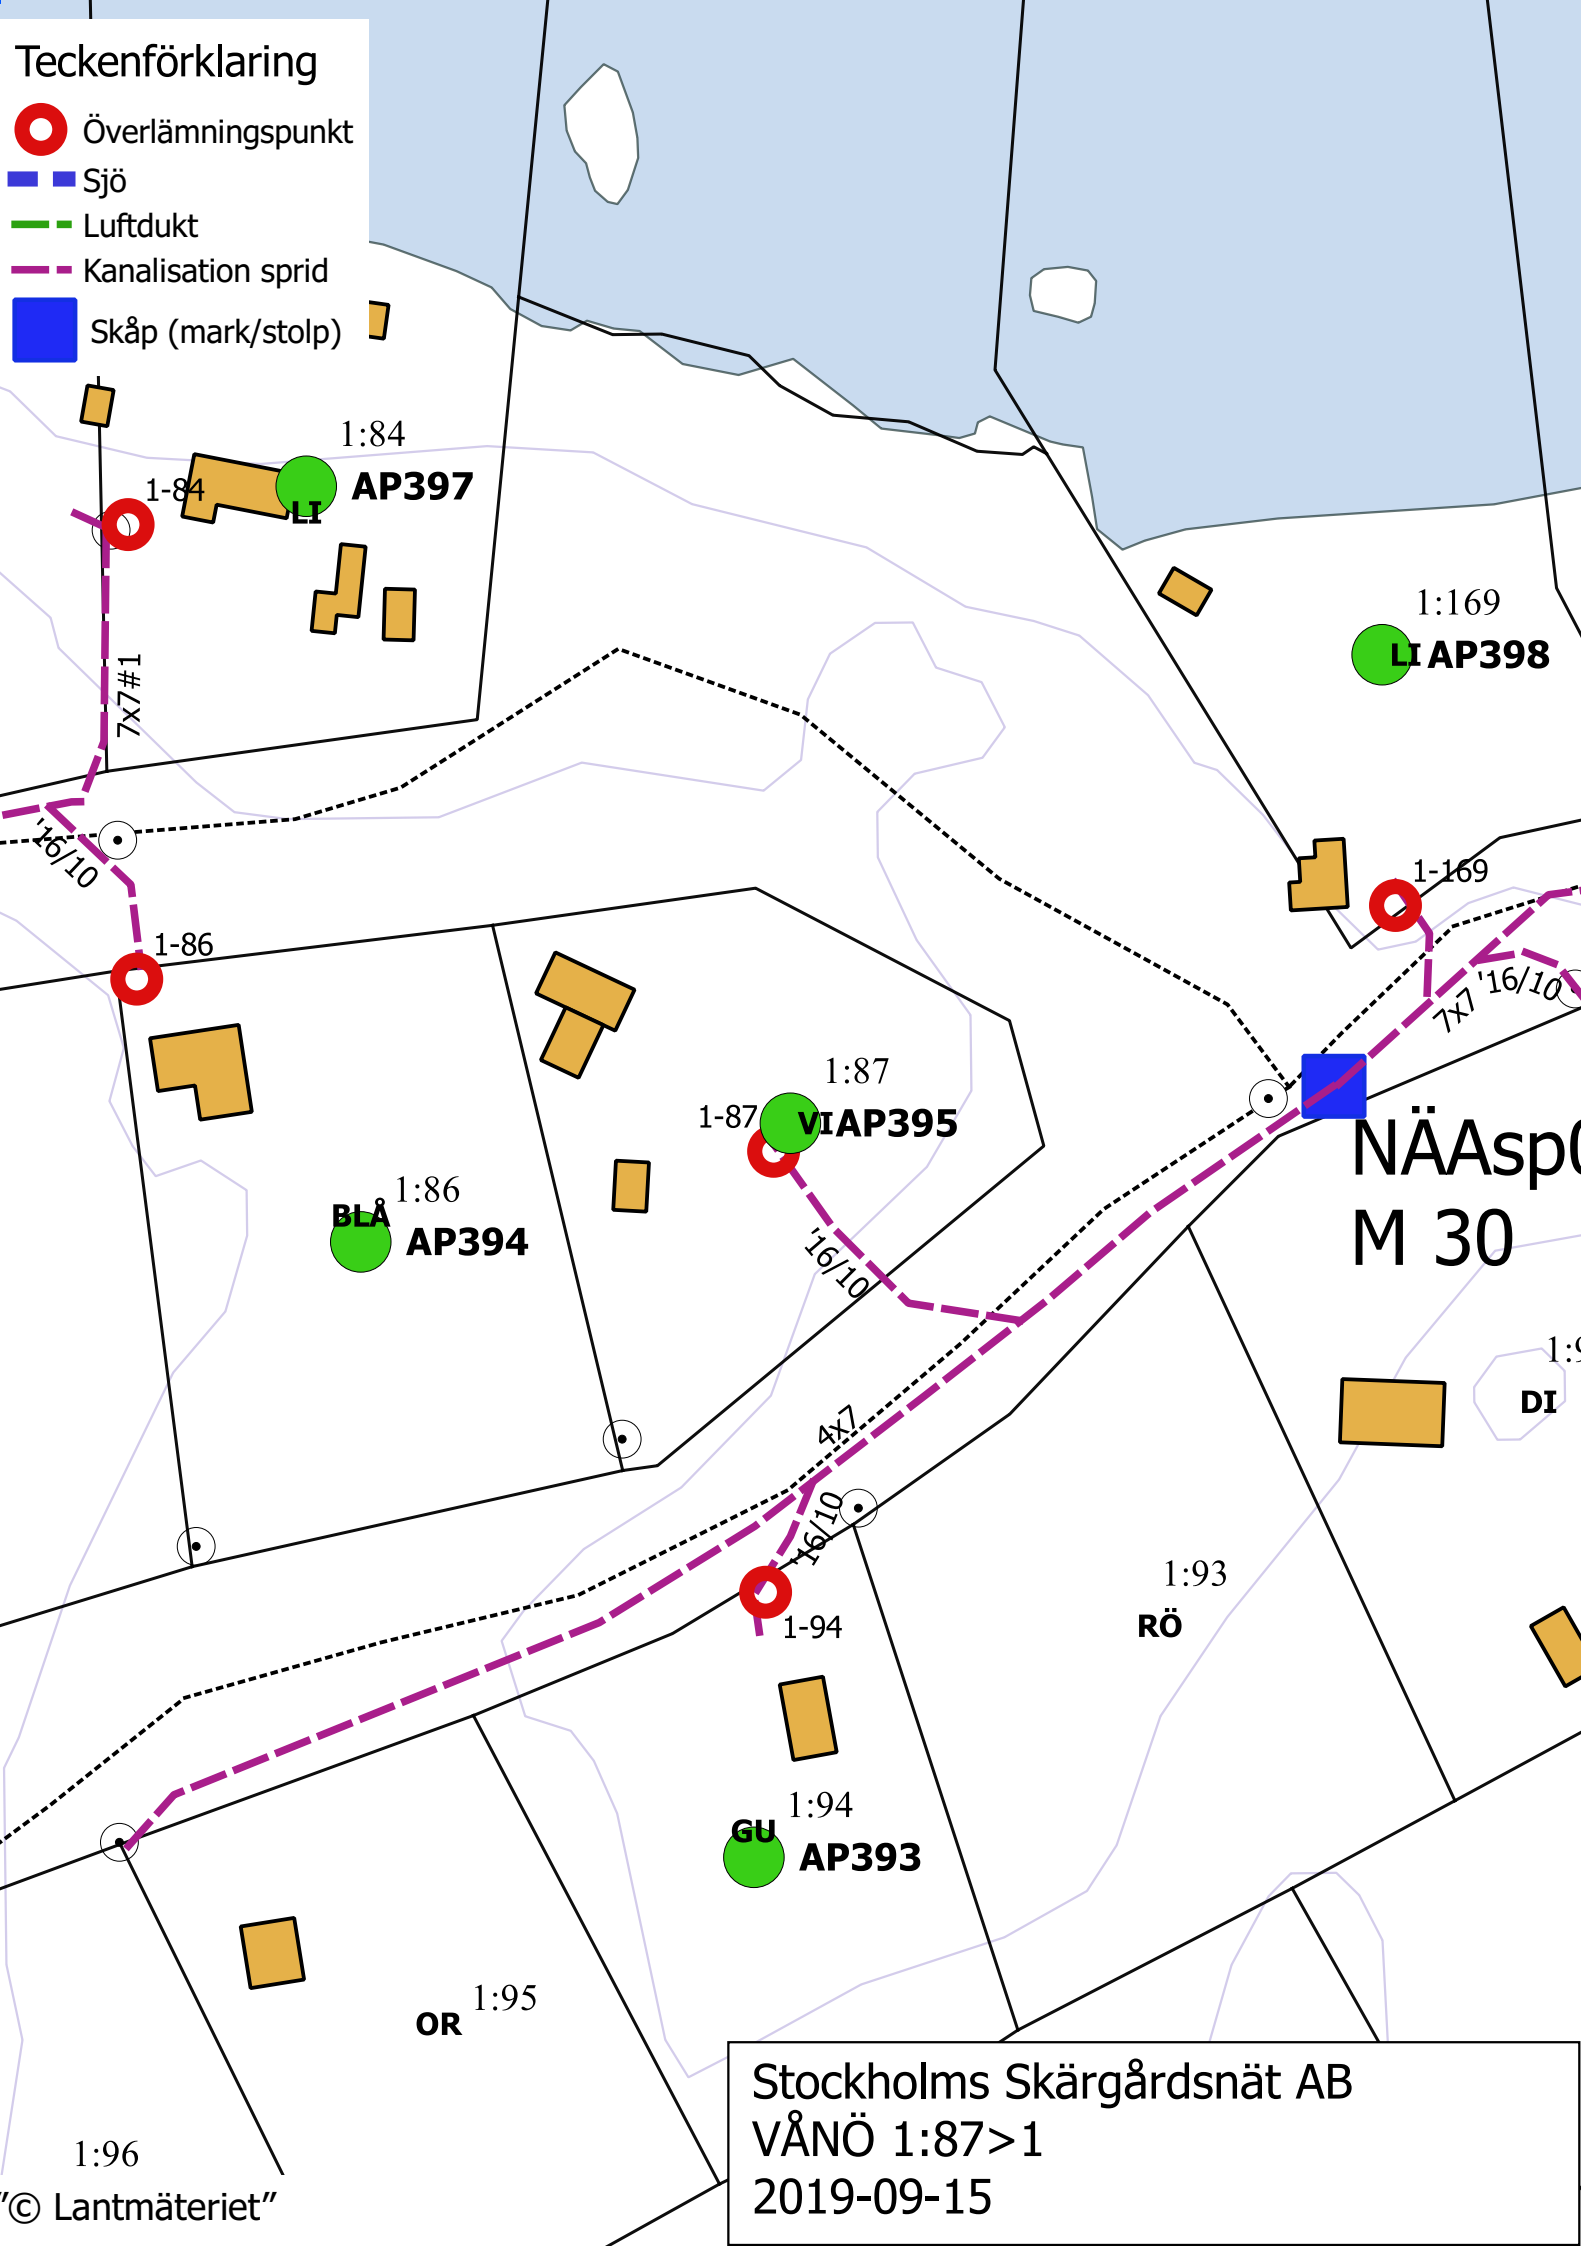 Teckenförklaring
Överlämningspunkt
Sjö
Luftdukt
Kanalisation sprid
Skåp (mark/stolp)
1:84
1-84
AP397
LI
1:169
LI AP398
7x7#1
'16/10
1-169
1-86
7x7
'16/10
1:87
1-87
VI AP395
NÄAsp0
M 30
1:86
BLÅ
AP394
'16/10
1:9
DI
4x7
'16/10
1:93
RÖ
1-94
1:94
GU
AP393
1:95
OR
1:96
"© Lantmäteriet"
Stockholms Skärgårdsnät AB
VÅNÖ 1:87>1
2019-09-15